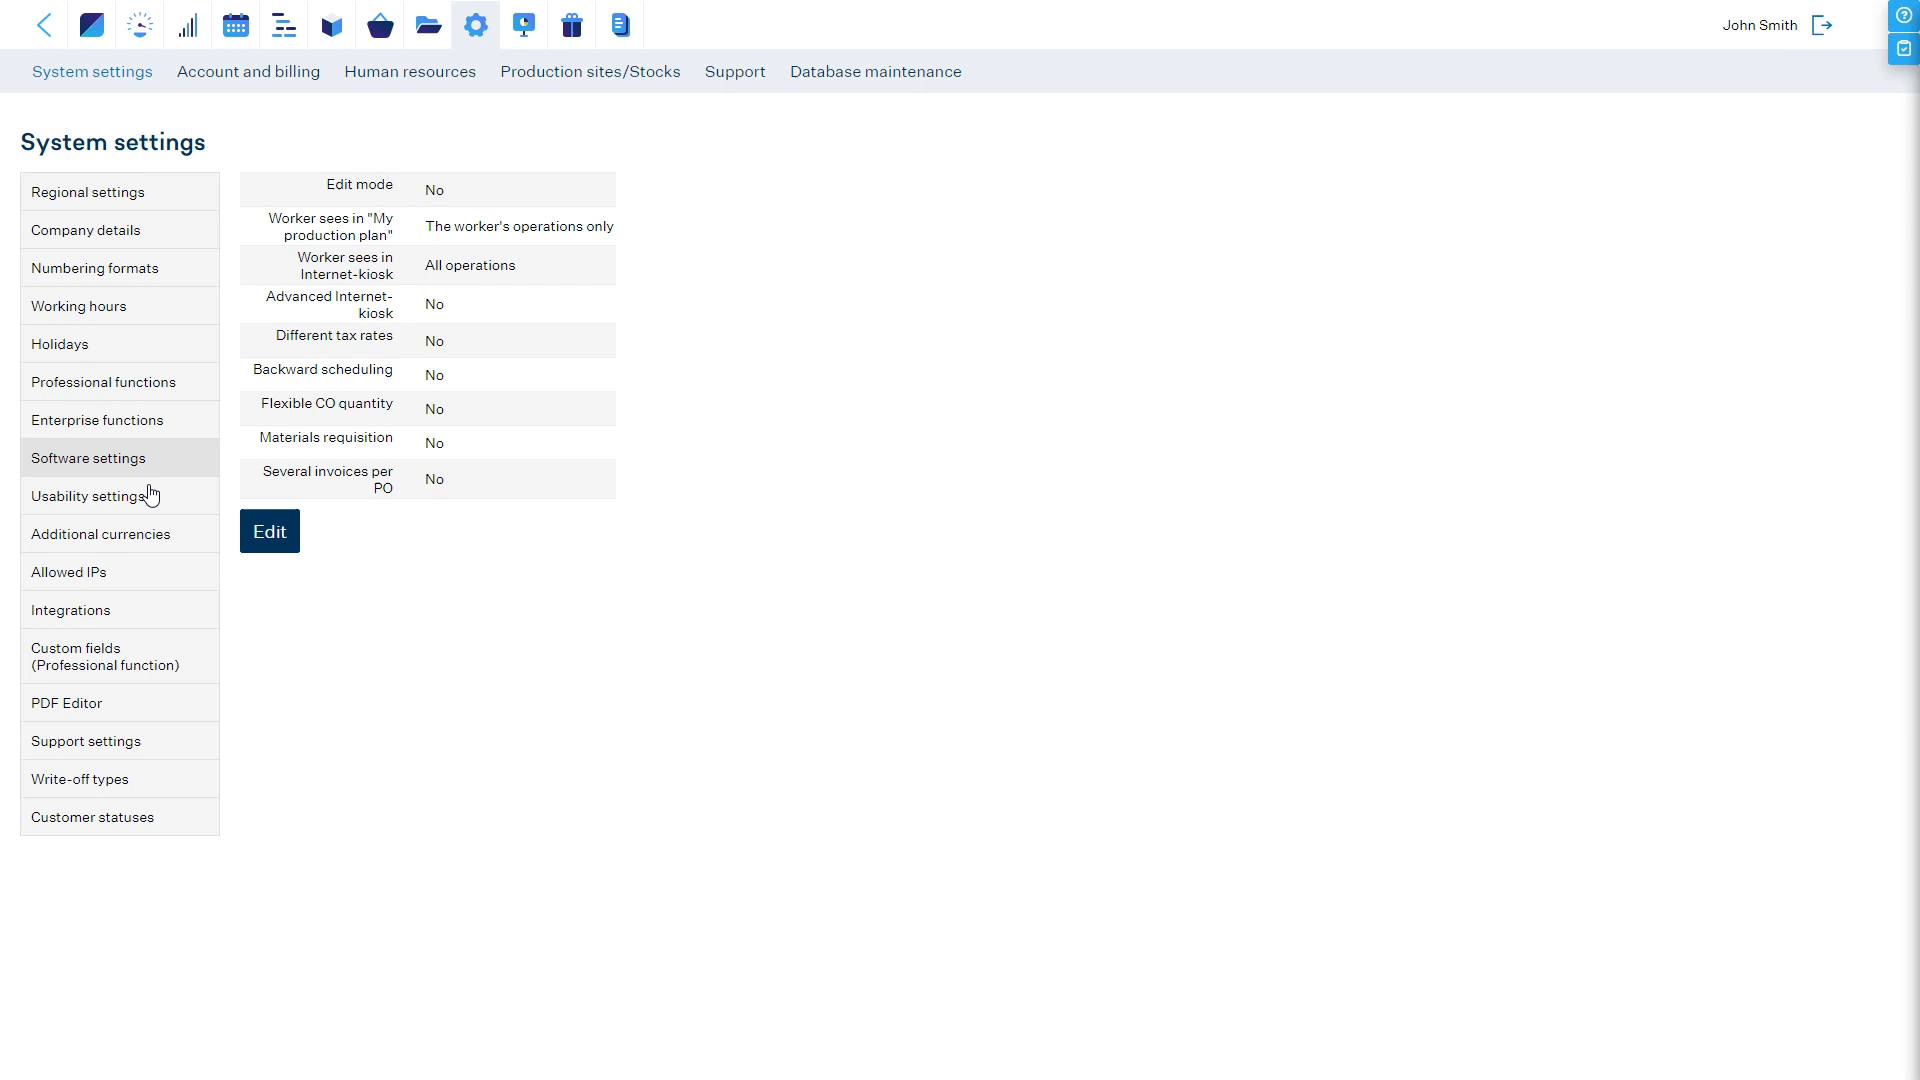 John Smith
System settings
Account and billing
Human resources
Production sites/Stocks
Support
Database maintenance
System settings
Regional settings
Company details
Numbering formats
Working hours
Holidays
Professional functions
Enterprise functions
Software settings
Usability settings
Additional currencies
Allowed IPs
Integrations
Custom fields
(Professional function)
PDF Editor
Support settings
Write-off types
Customer statuses
Edit mode
No
Worker sees in "My
production plan"
The worker's operations only
Worker sees in
Internet-kiosk
All operations
Advanced Internet-
kiosk
No
Different tax rates
No
Backward scheduling
No
Flexible CO quantity
No
Materials requisition
No
Several invoices per
PO
No
Edit